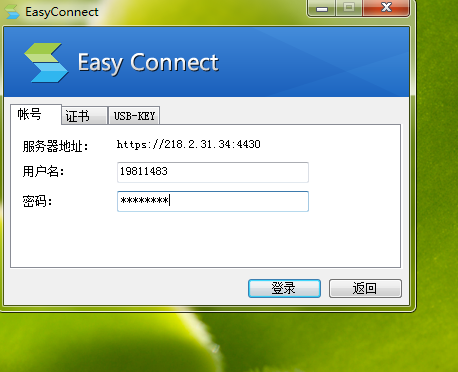 EasyConnect
Easy Connect
帐号 证书 USB-KEY
服务器地址： https://218.2.31.34:4430
用户名： 19811483
密码： ********
登录 返回